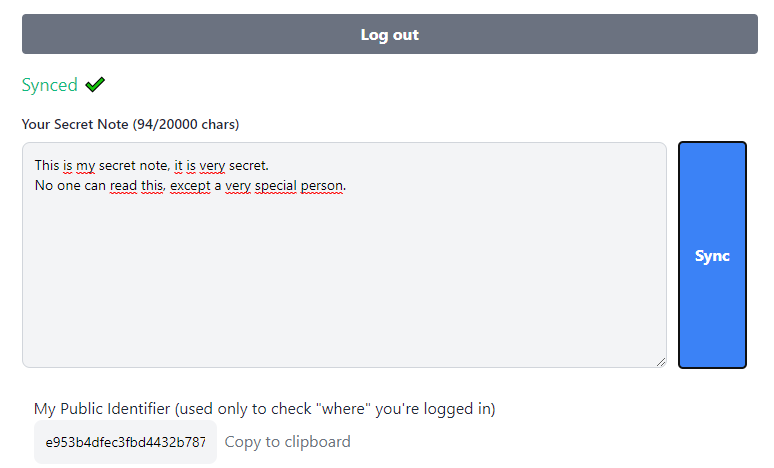 Log out
Synced ✔
Your Secret Note (94/20000 chars)
This is my secret note, it is very secret.
No one can read this, except a very special person.
Sync
My Public Identifier (used only to check "where" you're logged in)
e953b4dfec3fbd4432b787 Copy to clipboard